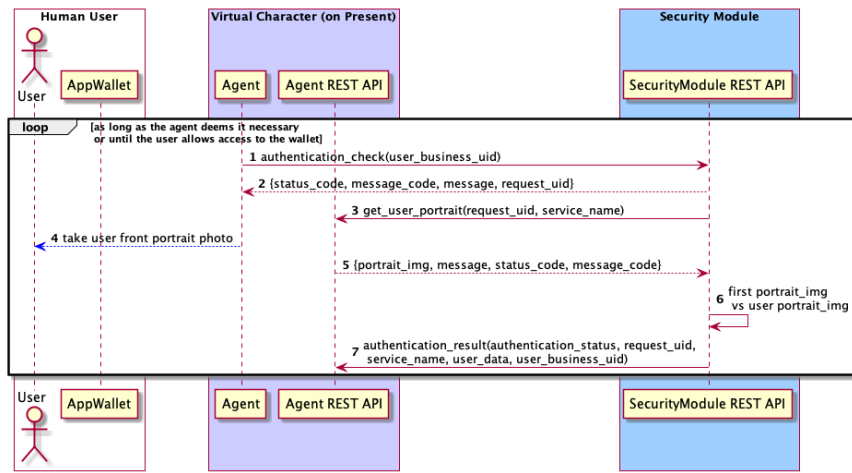 Human User
Virtual Character (on Present)
Security Module
User
AppWallet
Agent
Agent REST API
SecurityModule REST API
loop
[as long as the agent deems it necessary
or until the user allows access to the wallet]
1 authentication_check(user_business_uid)
2 {status_code, message_code, message, request_uid}
3 get_user_portrait(request_uid, service_name)
4 take user front portrait photo
5 {portrait_img, message, status_code, message_code}
6 first portrait_img
vs user portrait_img
7 authentication_result(authentication_status, request_uid,
service_name, user_data, user_business_uid)
User
AppWallet
Agent
Agent REST API
SecurityModule REST API